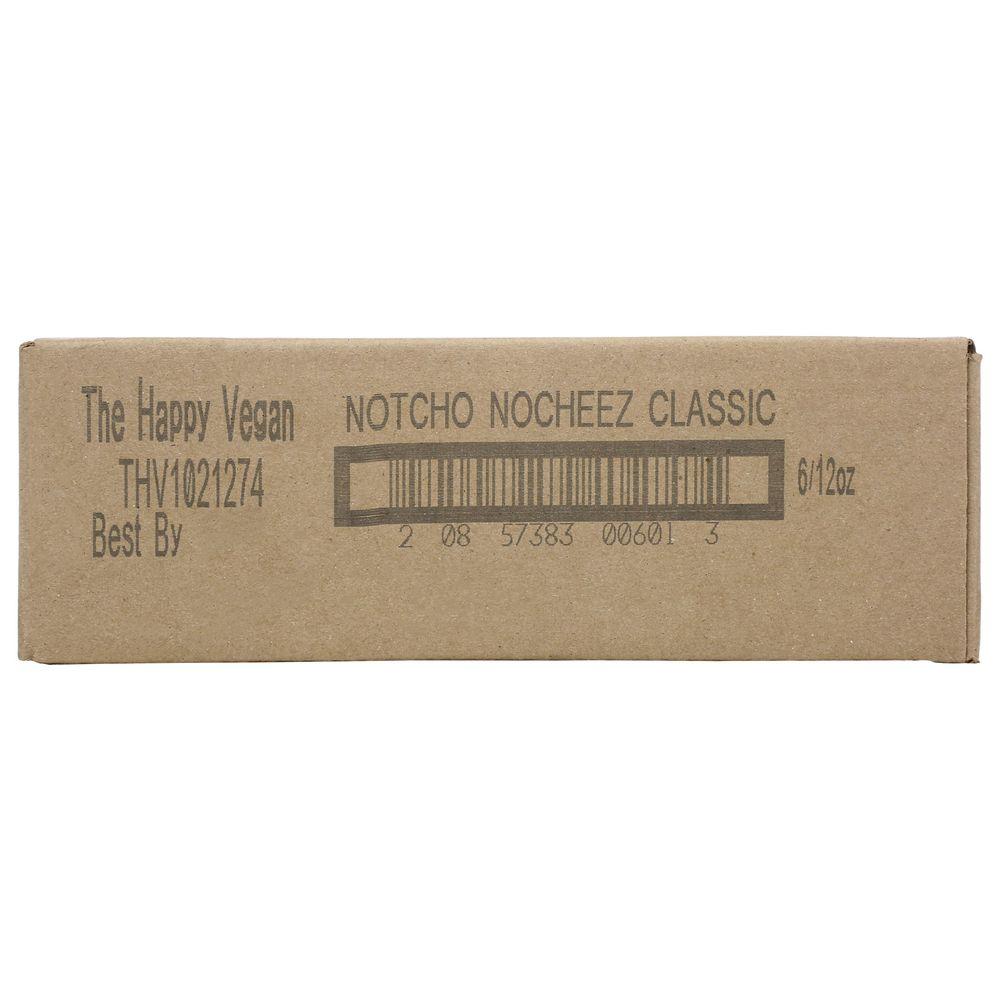 The Happy Vegan
THV1021274
Best By
NOTCHO NOCHEEZ CLASSIC
6/12oz
2 08 57383 00601 3